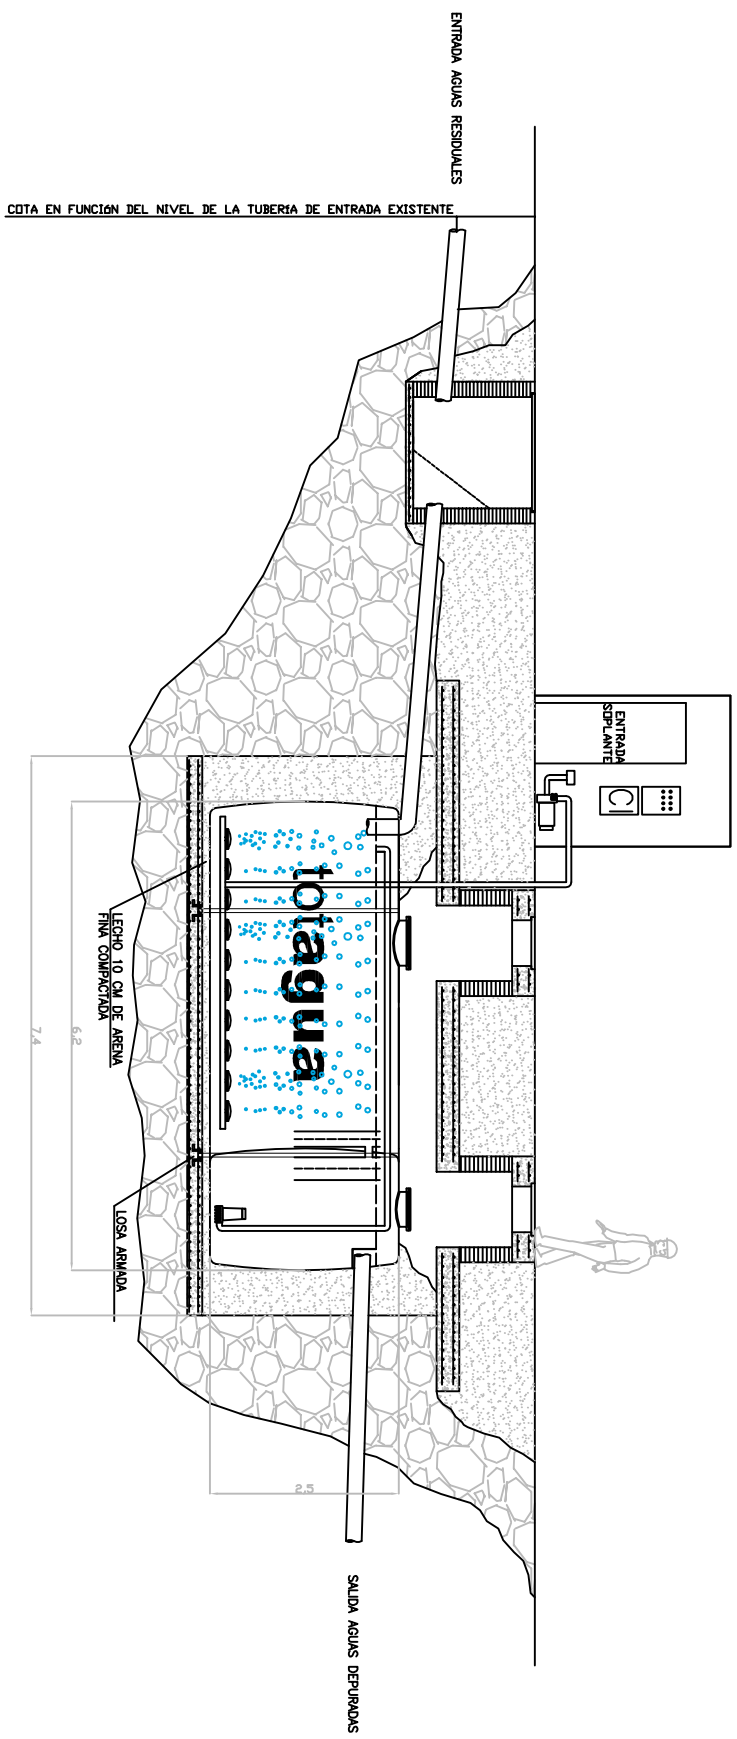 ENTRADA AGUAS RESIDUALES
COTA EN FUNCIÓN DEL NIVEL DE LA TUBERÍA DE ENTRADA EXISTENTE
ENTRADA
SOPLANTE
CI
totagua
LECHO 10 CM DE ARENA
FINA COMPACTADA
LOSA ARMADA
7,4
6,2
2,5
SALIDA AGUAS DEPURADAS